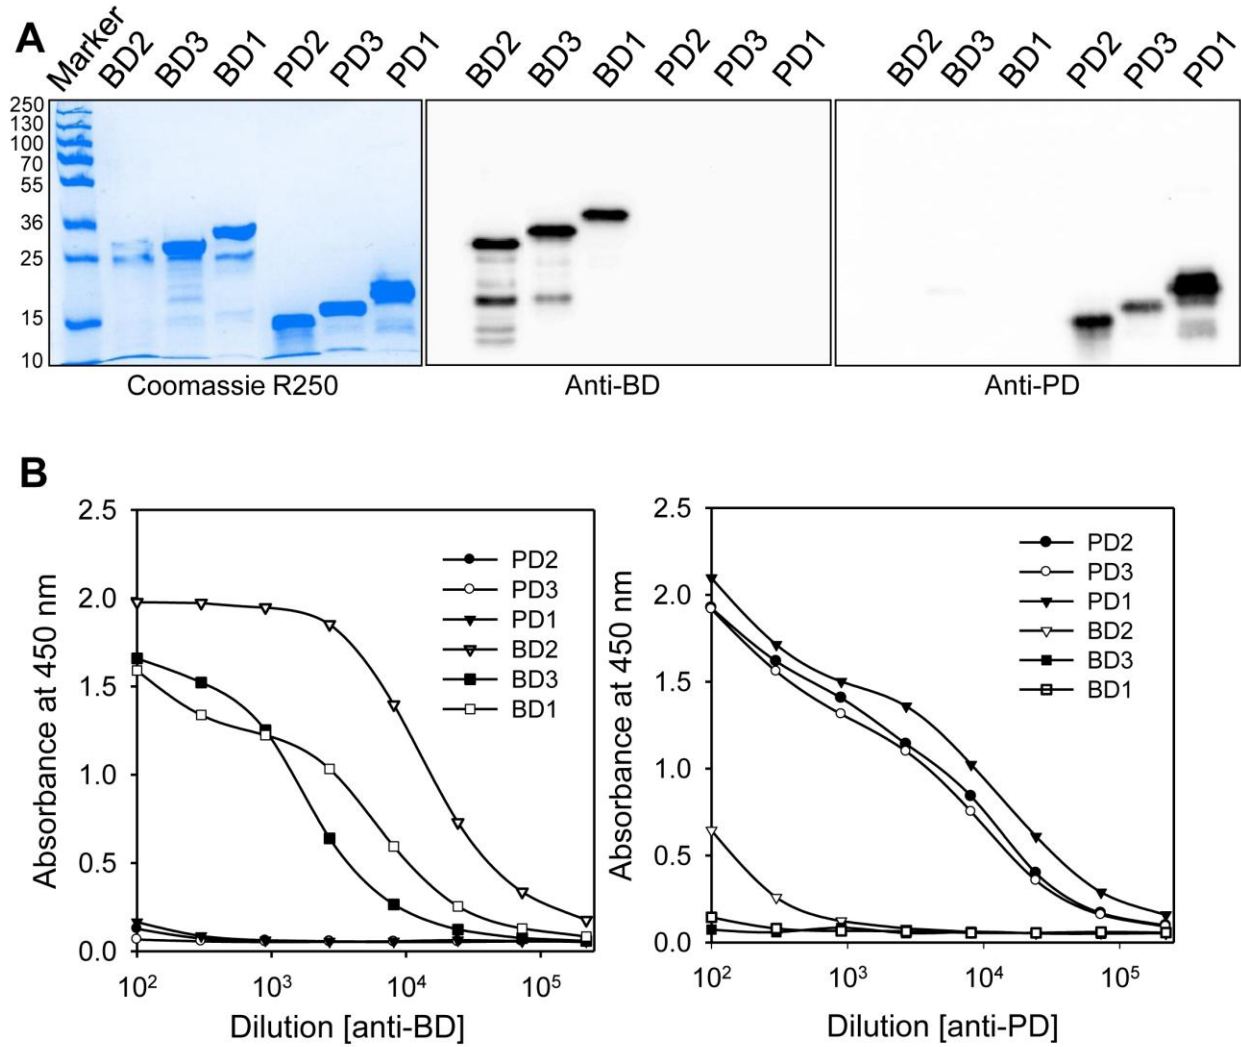 A
Marker BD2 BD3 BD1 PD2 PD3 PD1 BD2 BD3 BD1 PD2 PD3 PD1 BD2 BD3 BD1 PD2 PD3 PD1
250
130
100
70
55
36
25
15
10
Coomassie R250 Anti-BD Anti-PD
B
2.5
2.0
1.5
1.0
0.5
0.0
Absorbance at 450 nm
PD2
PD3
PD1
BD2
BD3
BD1
10² 10³ 10⁴ 10⁵
Dilution [anti-BD]
2.5
2.0
1.5
1.0
0.5
0.0
Absorbance at 450 nm
PD2
PD3
PD1
BD2
BD3
BD1
10² 10³ 10⁴ 10⁵
Dilution [anti-PD]